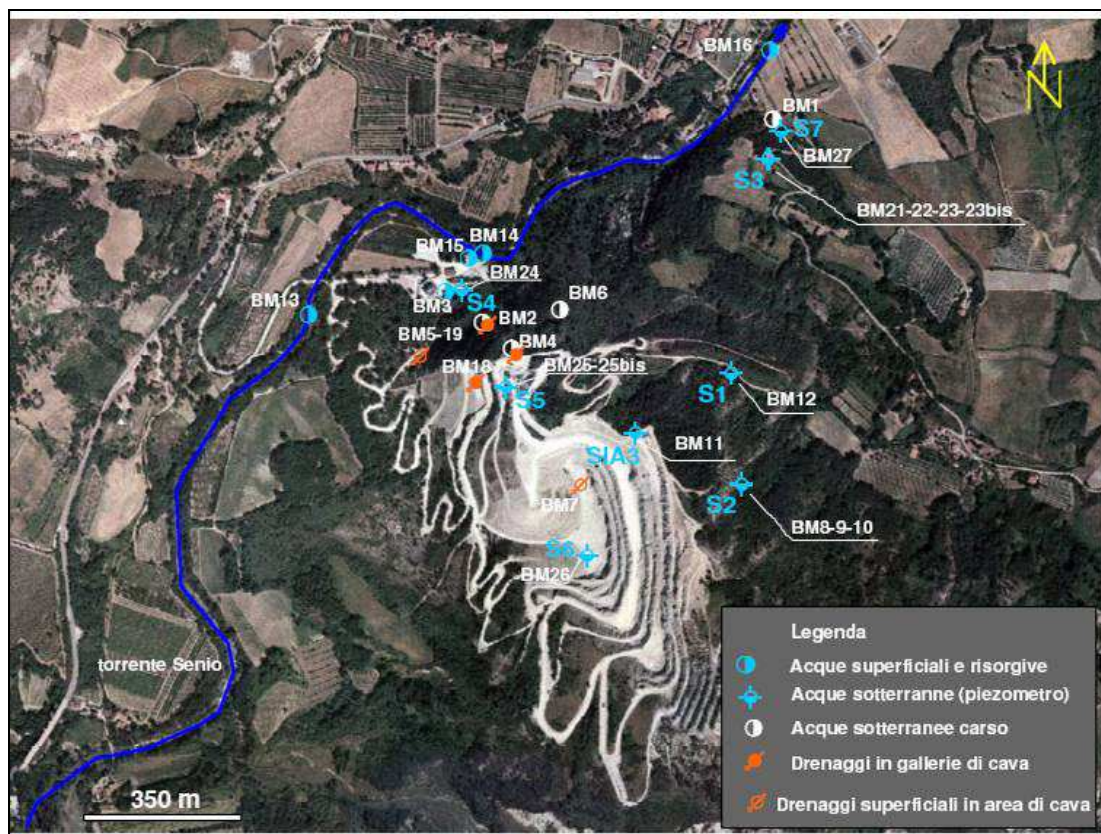 BM16
N
BM1
S7
BM27
S3
BM21-22-23-23bis
BM15
BM14
BM24
BM13
BM3
S4
BM6
BM2
BM5-19
BM4
BM18
BM25-25bis
S5
S1
BM12
SIA3
BM11
BM7
S2
BM8-9-10
S6
BM26
torrente Senio
350 m
Legenda
Acque superficiali e risorgive
Acque sotterranne (piezometro)
Acque sotterranee carso
Drenaggi in gallerie di cava
Drenaggi superficiali in area di cava